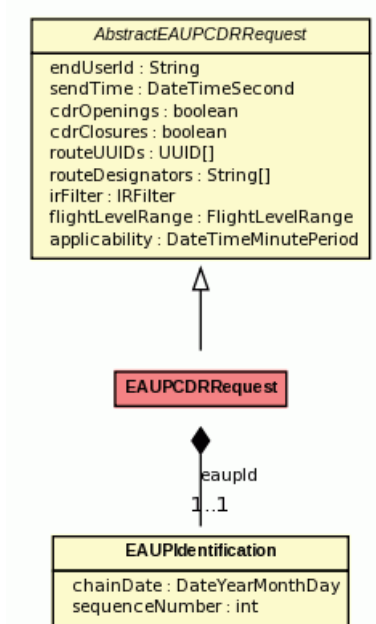 AbstractEAUPCDRRequest
endUserId : String
sendTime : DateTimeSecond
cdrOpenings : boolean
cdrClosures : boolean
routeUUIDs : UUID[]
routeDesignators : String[]
irFilter : IRFilter
flightLevelRange : FlightLevelRange
applicability : DateTimeMinutePeriod
EAUPCDRRequest
eaupId
1..1
EAUPIdentification
chainDate : DateYearMonthDay
sequenceNumber : int